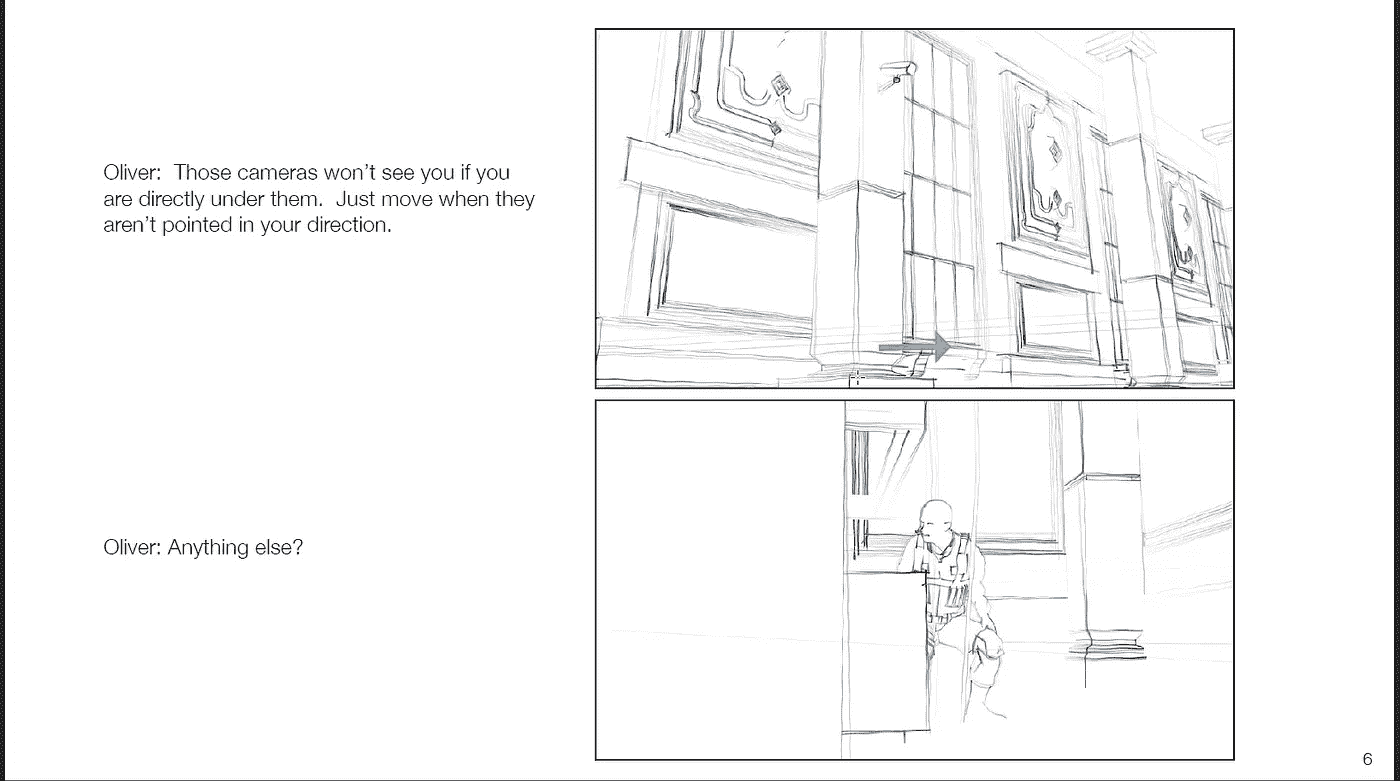 Oliver:  Those cameras won’t see you if you
are directly under them.  Just move when they
aren’t pointed in your direction.
Oliver: Anything else?
6